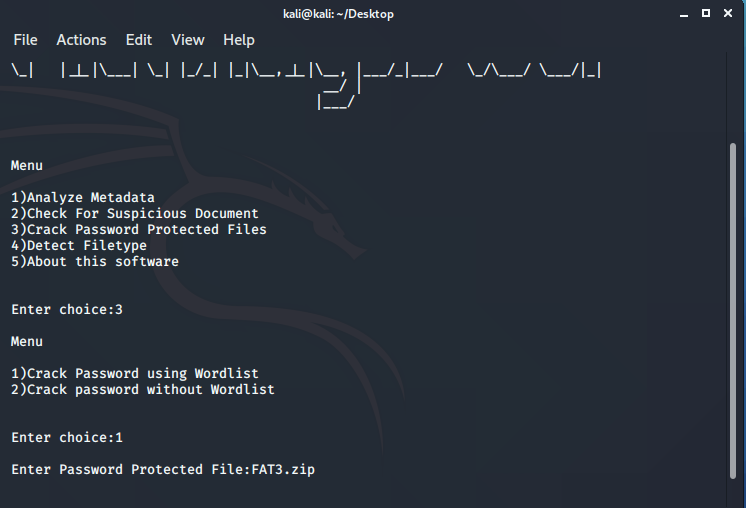 kali@kali: ~/Desktop
File Actions Edit View Help
\_|   |_|_|\___| \_| |_/_| |_|\__,_|_|\__, |___/_|___/   \_/\___/ \___/|_|
__/ |
|___/
Menu
1)Analyze Metadata
2)Check For Suspicious Document
3)Crack Password Protected Files
4)Detect Filetype
5)About this software
Enter choice:3
Menu
1)Crack Password using Wordlist
2)Crack password without Wordlist
Enter choice:1
Enter Password Protected File:FAT3.zip